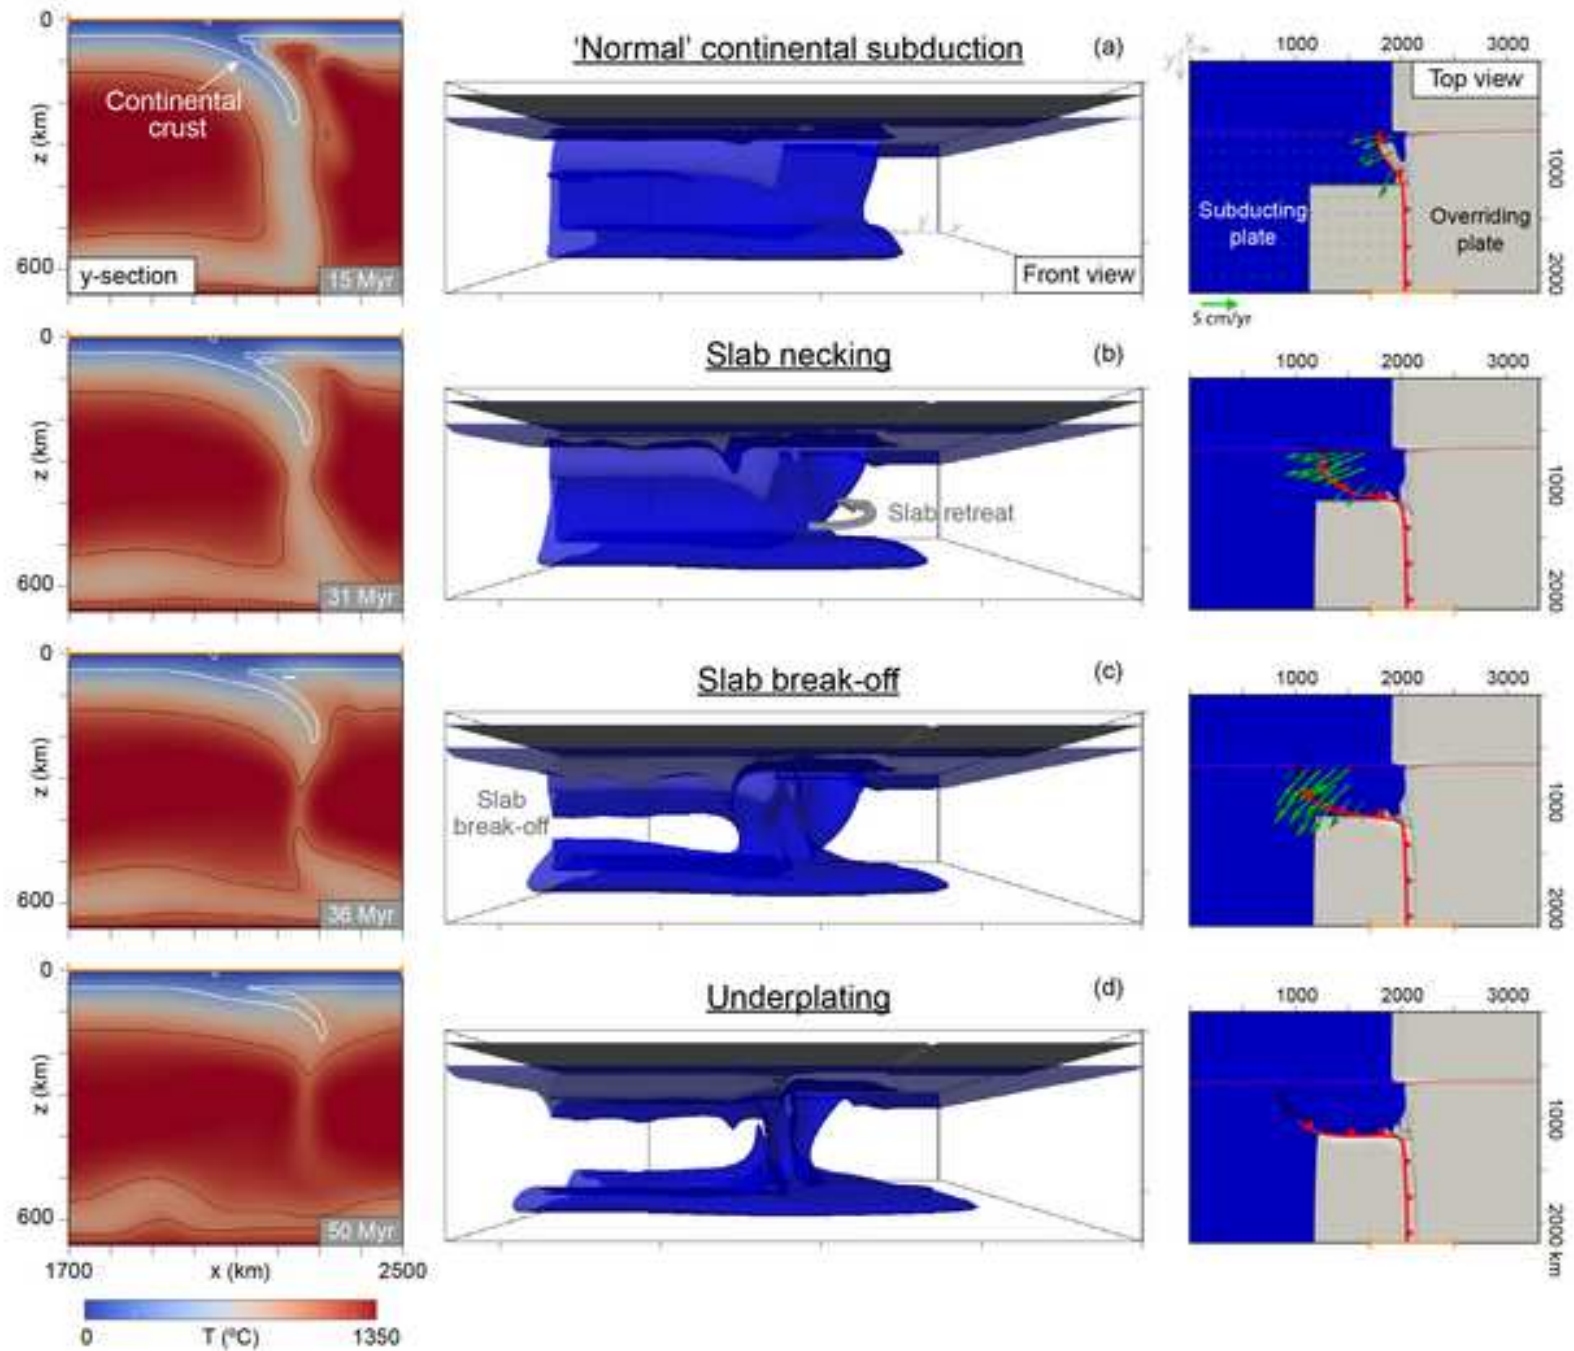 'Normal' continental subduction
(a)
0
z (km)
600
Continental
crust
y-section
15 Myr
Front view
1000 2000 3000
Top view
1000
2000
Subducting
plate
Overriding
plate
5 cm/yr
Slab necking
(b)
0
z (km)
600
31 Myr
Slab retreat
1000 2000 3000
1000
2000
Slab break-off
(c)
0
z (km)
600
36 Myr
Slab
break-off
1000 2000 3000
1000
2000
Underplating
(d)
0
z (km)
600
50 Myr
1700 x (km) 2500
1000 2000 3000
1000
2000 km
0 T (ºC) 1350